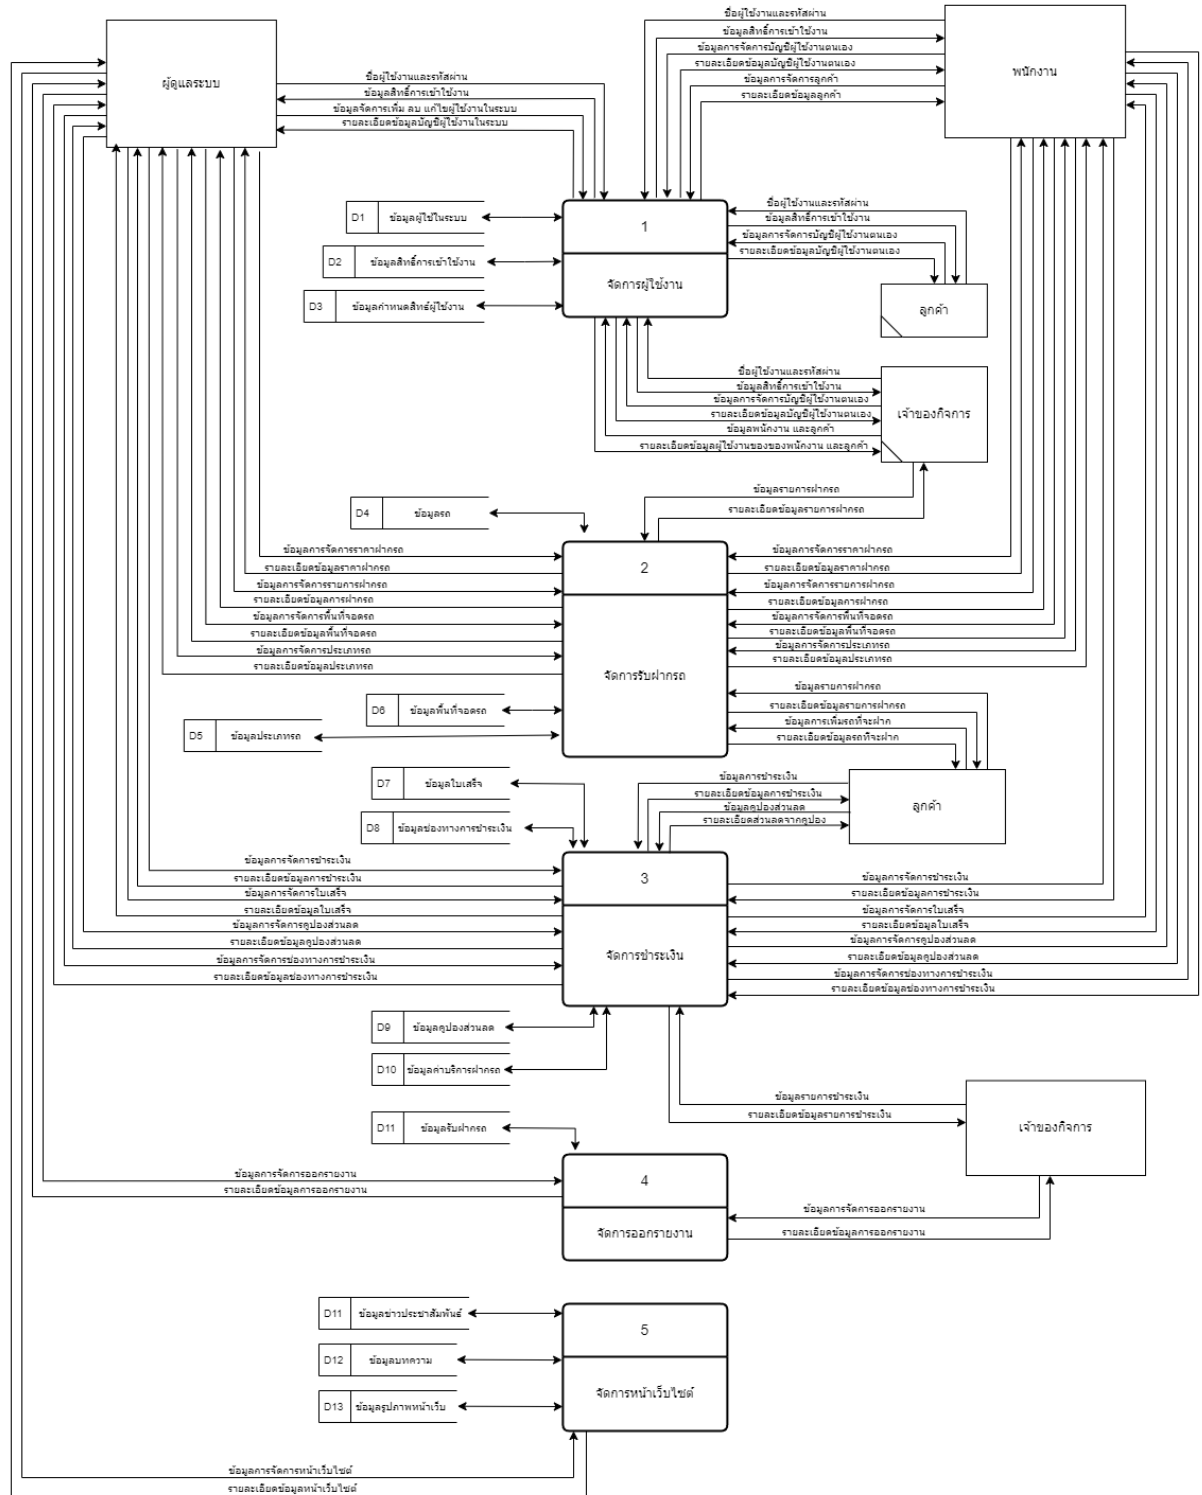 ผู้ดูแลระบบ
พนักงาน
ชื่อผู้ใช้งานและรหัสผ่าน
ข้อมูลสิทธิ์การเข้าใช้งาน
ข้อมูลการจัดการบัญชีผู้ใช้งานตนเอง
รายละเอียดข้อมูลบัญชีผู้ใช้งานตนเอง
ข้อมูลการจัดการลูกค้า
รายละเอียดข้อมูลลูกค้า
ชื่อผู้ใช้งานและรหัสผ่าน
ข้อมูลสิทธิ์การเข้าใช้งาน
ข้อมูลจัดการเพิ่ม ลบ แก้ไขผู้ใช้งานในระบบ
รายละเอียดข้อมูลบัญชีผู้ใช้งานในระบบ
D1 ข้อมูลผู้ใช้ในระบบ
D2 ข้อมูลสิทธิ์การเข้าใช้งาน
D3 ข้อมูลกำหนดสิทธ์ผู้ใช้งาน
1
จัดการผู้ใช้งาน
ชื่อผู้ใช้งานและรหัสผ่าน
ข้อมูลสิทธิ์การเข้าใช้งาน
ข้อมูลการจัดการบัญชีผู้ใช้งานตนเอง
รายละเอียดข้อมูลบัญชีผู้ใช้งานตนเอง
ลูกค้า
ชื่อผู้ใช้งานและรหัสผ่าน
ข้อมูลสิทธิ์การเข้าใช้งาน
ข้อมูลการจัดการบัญชีผู้ใช้งานตนเอง
รายละเอียดข้อมูลบัญชีผู้ใช้งานตนเอง
ข้อมูลพนักงาน และลูกค้า
รายละเอียดข้อมูลผู้ใช้งานของของพนักงาน และลูกค้า
เจ้าของกิจการ
ข้อมูลรายการฝากรถ
รายละเอียดข้อมูลรายการฝากรถ
D4 ข้อมูลรถ
2
จัดการรับฝากรถ
ข้อมูลการจัดการราคาฝากรถ
รายละเอียดข้อมูลราคาฝากรถ
ข้อมูลการจัดการรายการฝากรถ
รายละเอียดข้อมูลการฝากรถ
ข้อมูลการจัดการพื้นที่จอดรถ
รายละเอียดข้อมูลพื้นที่จอดรถ
ข้อมูลการจัดการประเภทรถ
รายละเอียดข้อมูลประเภทรถ
ข้อมูลการจัดการราคาฝากรถ
รายละเอียดข้อมูลราคาฝากรถ
ข้อมูลการจัดการรายการฝากรถ
รายละเอียดข้อมูลการฝากรถ
ข้อมูลการจัดการพื้นที่จอดรถ
รายละเอียดข้อมูลพื้นที่จอดรถ
ข้อมูลการจัดการประเภทรถ
รายละเอียดข้อมูลประเภทรถ
ข้อมูลรายการฝากรถ
รายละเอียดข้อมูลรายการฝากรถ
ข้อมูลการเพิ่มรถที่จะฝาก
รายละเอียดข้อมูลรถที่จะฝาก
D6 ข้อมูลพื้นที่จอดรถ
D5 ข้อมูลประเภทรถ
D7 ข้อมูลใบเสร็จ
D8 ข้อมูลช่องทางการชำระเงิน
ข้อมูลการชำระเงิน
รายละเอียดข้อมูลการชำระเงิน
ข้อมูลคูปองส่วนลด
รายละเอียดส่วนลดจากคูปอง
ลูกค้า
3
จัดการชำระเงิน
ข้อมูลการจัดการชำระเงิน
รายละเอียดข้อมูลการชำระเงิน
ข้อมูลการจัดการใบเสร็จ
รายละเอียดข้อมูลใบเสร็จ
ข้อมูลการจัดการคูปองส่วนลด
รายละเอียดข้อมูลคูปองส่วนลด
ข้อมูลการจัดการช่องทางการชำระเงิน
รายละเอียดข้อมูลช่องทางการชำระเงิน
ข้อมูลการจัดการชำระเงิน
รายละเอียดข้อมูลการชำระเงิน
ข้อมูลการจัดการใบเสร็จ
รายละเอียดข้อมูลใบเสร็จ
ข้อมูลการจัดการคูปองส่วนลด
รายละเอียดข้อมูลคูปองส่วนลด
ข้อมูลการจัดการช่องทางการชำระเงิน
รายละเอียดข้อมูลช่องทางการชำระเงิน
D9 ข้อมูลคูปองส่วนลด
D10 ข้อมูลค่าบริการฝากรถ
ข้อมูลรายการชำระเงิน
รายละเอียดข้อมูลรายการชำระเงิน
เจ้าของกิจการ
D11 ข้อมูลรับฝากรถ
4
จัดการออกรายงาน
ข้อมูลการจัดการออกรายงาน
รายละเอียดข้อมูลการออกรายงาน
ข้อมูลการจัดการออกรายงาน
รายละเอียดข้อมูลการออกรายงาน
D11 ข้อมูลข่าวประชาสัมพันธ์
D12 ข้อมูลบทความ
D13 ข้อมูลรูปภาพหน้าเว็บ
5
จัดการหน้าเว็บไซต์
ข้อมูลการจัดการหน้าเว็บไซต์
รายละเอียดข้อมูลหน้าเว็บไซต์